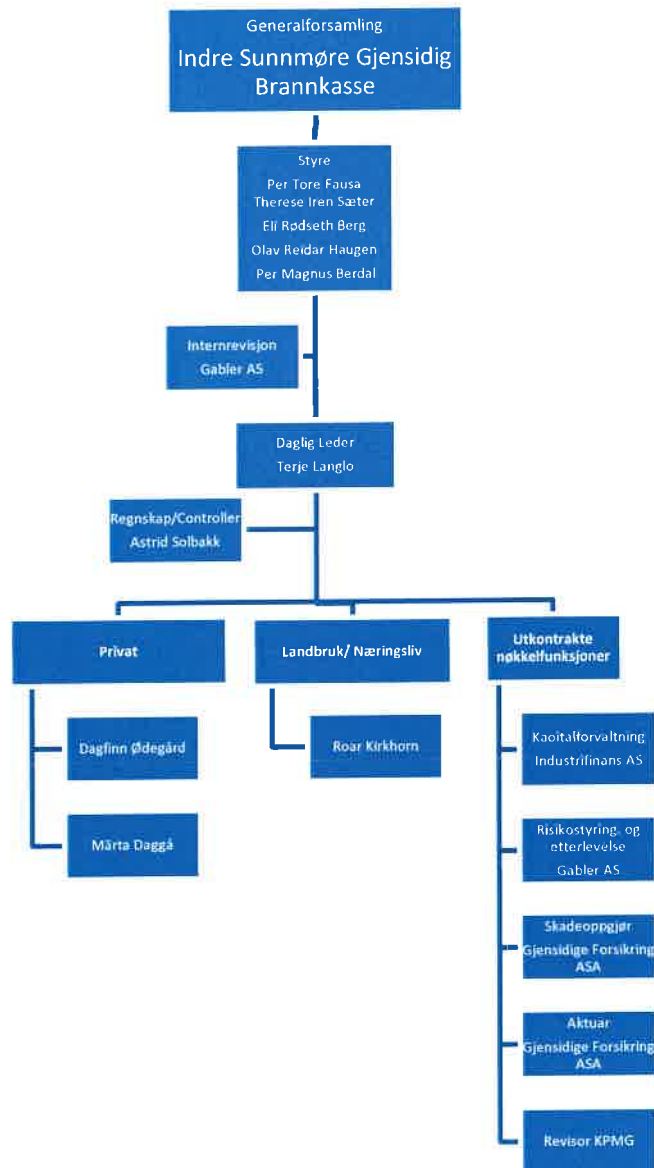 Generalforsamling
Indre Sunnmøre Gjensidig
Brannkasse
Styre
Per Tore Fausa
Therese Iren Sæter
Eli Rødseth Berg
Olav Reidar Haugen
Per Magnus Berdal
Internrevisjon
Gabler AS
Daglig Leder
Terje Langlo
Regnskap/Controller
Astrid Solbakk
Privat
Landbruk/ Næringsliv
Utkontrakte
nøkkelfunksjoner
Dagfinn Ødegård
Roar Kirkhorn
Kapitalforvaltning
Industrifinans AS
Märta Daggå
Risikostyring, og
etterlevelse
Gabler AS
Skadeoppgjør
Gjensidige Forsikring
ASA
Aktuar
Gjensidige Forsikring
ASA
Revisor KPMG